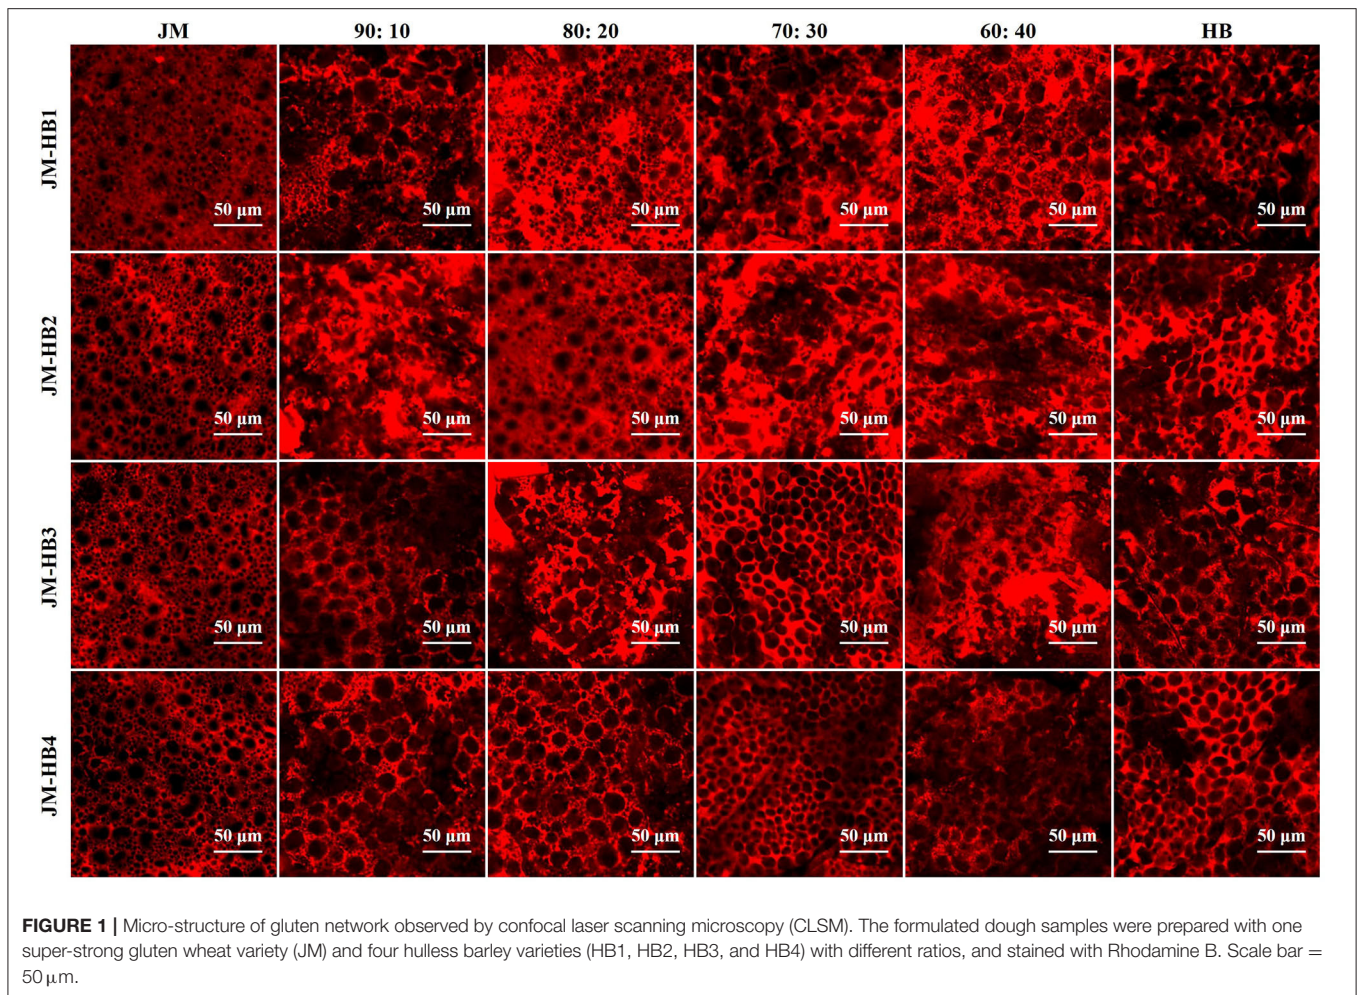 JM 90: 10 80: 20 70: 30 60: 40 HB
JM-HB1
50 µm 50 µm 50 µm 50 µm 50 µm 50 µm
JM-HB2
50 µm 50 µm 50 µm 50 µm 50 µm 50 µm
JM-HB3
50 µm 50 µm 50 µm 50 µm 50 µm 50 µm
JM-HB4
50 µm 50 µm 50 µm 50 µm 50 µm 50 µm
FIGURE 1 | Micro-structure of gluten network observed by confocal laser scanning microscopy (CLSM). The formulated dough samples were prepared with one
super-strong gluten wheat variety (JM) and four hulless barley varieties (HB1, HB2, HB3, and HB4) with different ratios, and stained with Rhodamine B. Scale bar =
50 µm.